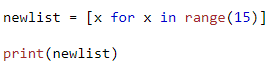 newlist = [x for x in range(15)]
print(newlist)